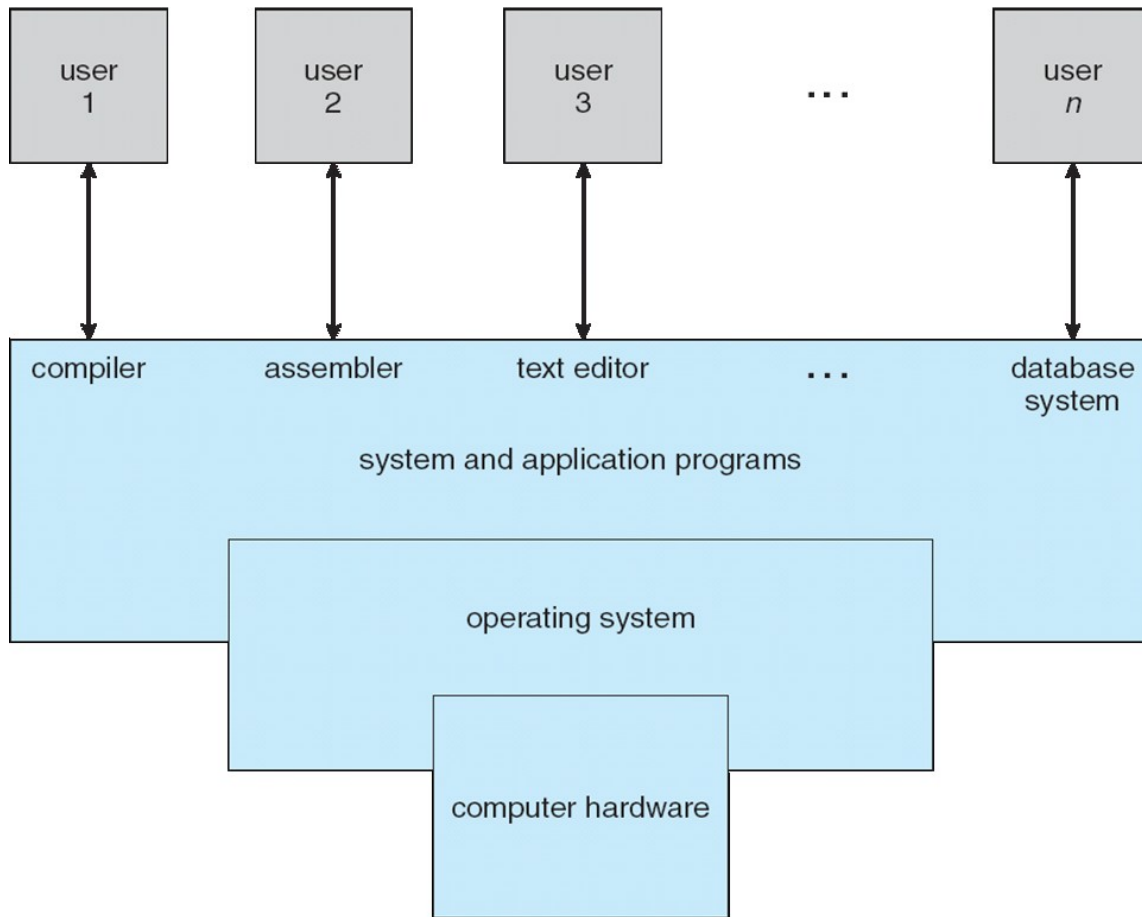 user
1
user
2
user
3
...
user
n
compiler
assembler
text editor
...
database
system
system and application programs
operating system
computer hardware